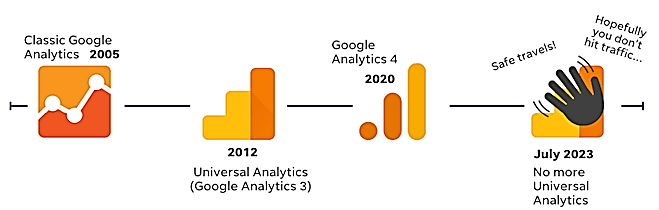 Classic Google
Analytics 2005
2012
Universal Analytics
(Google Analytics 3)
Google
Analytics 4
2020
Safe travels!
Hopefully
you don't
hit traffic...
July 2023
No more
Universal
Analytics